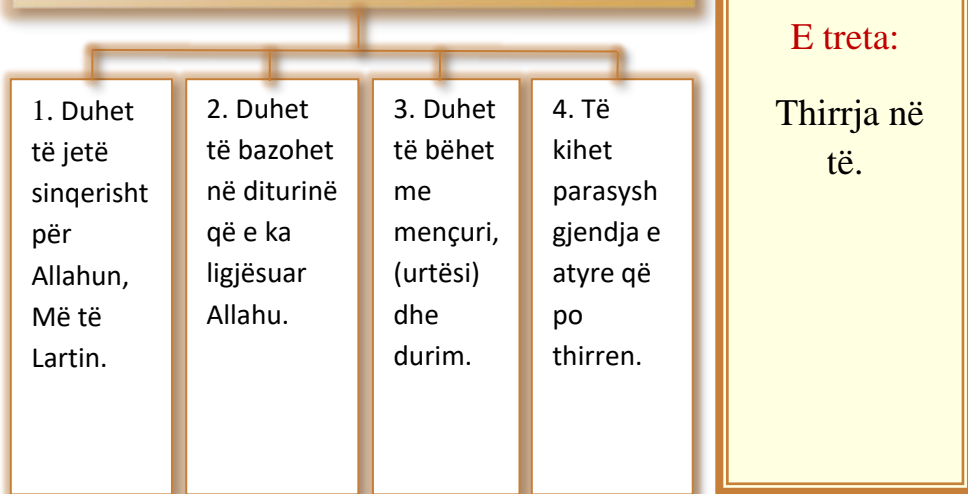 1. Duhet
të jetë
sinqerisht
për
Allahun,
Më të
Lartin.
2. Duhet
të bazohet
në diturinë
që e ka
ligjësuar
Allahu.
3. Duhet
të bëhet
me
mençuri,
(urtësi)
dhe
durim.
4. Të
kihet
parasysh
gjendja e
atyre që
po
thirren.
E treta:
Thirrja në
të.